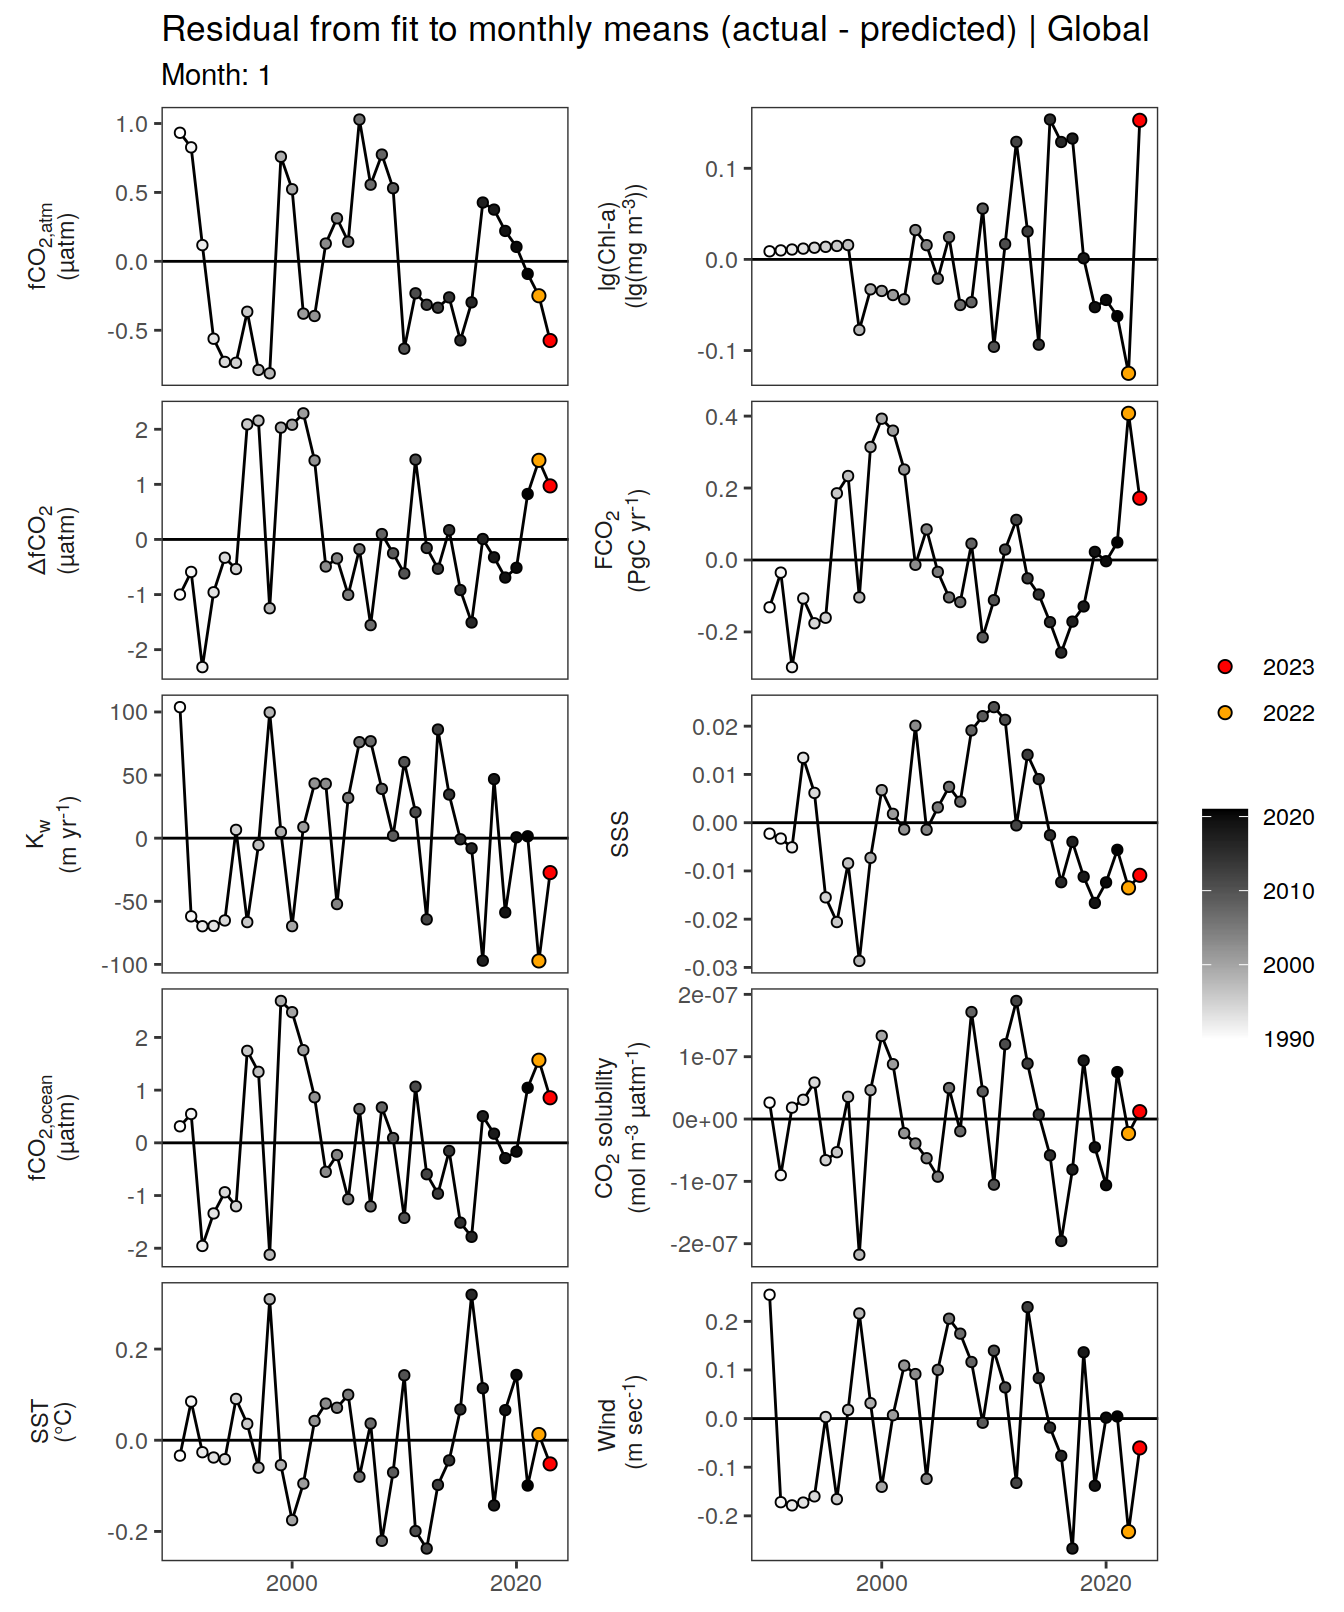 Residual from fit to monthly means (actual - predicted) | Global
Month: 1
fCO2,atm
(µatm)
1.0
0.5
0.0
-0.5
lg(Chl-a)
(lg(mg m-3))
0.1
0.0
-0.1
ΔfCO2
(µatm)
2
1
0
-1
-2
FCO2
(PgC yr-1)
0.4
0.2
0.0
-0.2
Kw
(m yr-1)
100
50
0
-50
-100
SSS
0.02
0.01
0.00
-0.01
-0.02
-0.03
fCO2,ocean
(µatm)
2
1
0
-1
-2
CO2 solubility
(mol m-3 µatm-1)
2e-07
1e-07
0e+00
-1e-07
-2e-07
SST
(°C)
0.2
0.0
-0.2
2000
2020
Wind
(m sec-1)
0.2
0.1
0.0
-0.1
-0.2
2000
2020
2023
2022
2020
2010
2000
1990